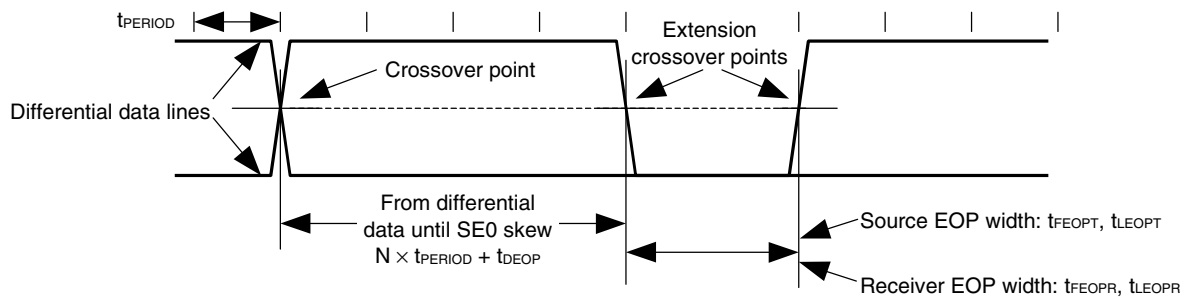 tPERIOD
Differential data lines
Crossover point
Extension
crossover points
From differential
data until SE0 skew
N × tPERIOD + tDEOP
Source EOP width: tFEOPT, tLEOPT
Receiver EOP width: tFEOPR, tLEOPR